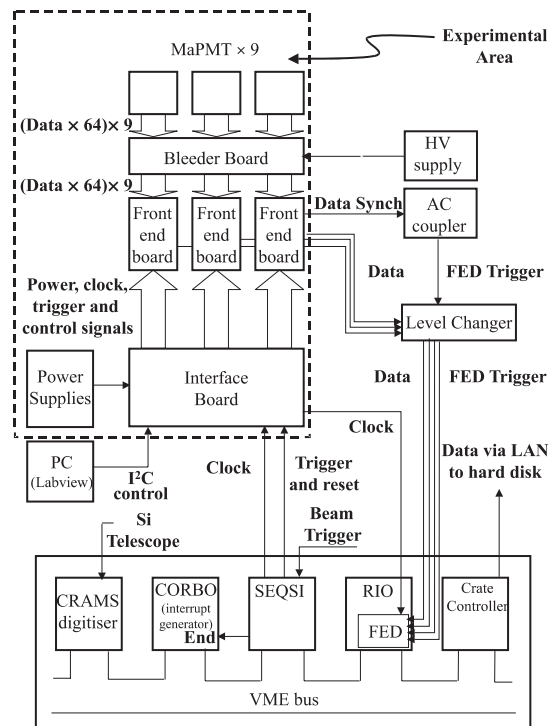 MaPMT × 9
Experimental
Area
(Data × 64)× 9
Bleeder Board
HV
supply
(Data × 64)× 9
Front
end
board
Front
end
board
Front
end
board
Data Synch
AC
coupler
Data
FED Trigger
Power, clock,
trigger and
control signals
Level Changer
Power
Supplies
Interface
Board
Data
FED Trigger
PC
(Labview)
I²C
control
Clock
Trigger
and reset
Clock
Data via LAN
to hard disk
Si
Telescope
Beam
Trigger
CRAMS
digitiser
CORBO
(interrupt
generator)
End
SEQSI
RIO
FED
Crate
Controller
VME bus